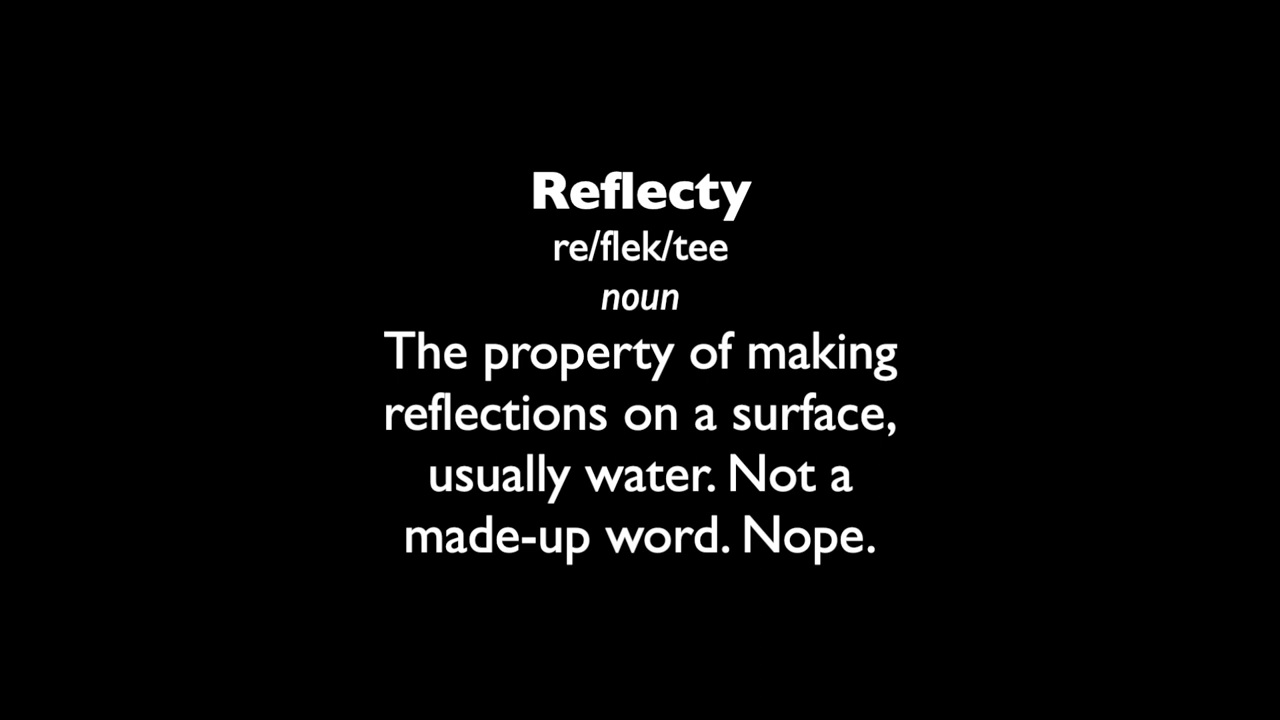 Reflecty
re/flek/tee
noun
The property of making
reflections on a surface,
usually water. Not a
made-up word. Nope.